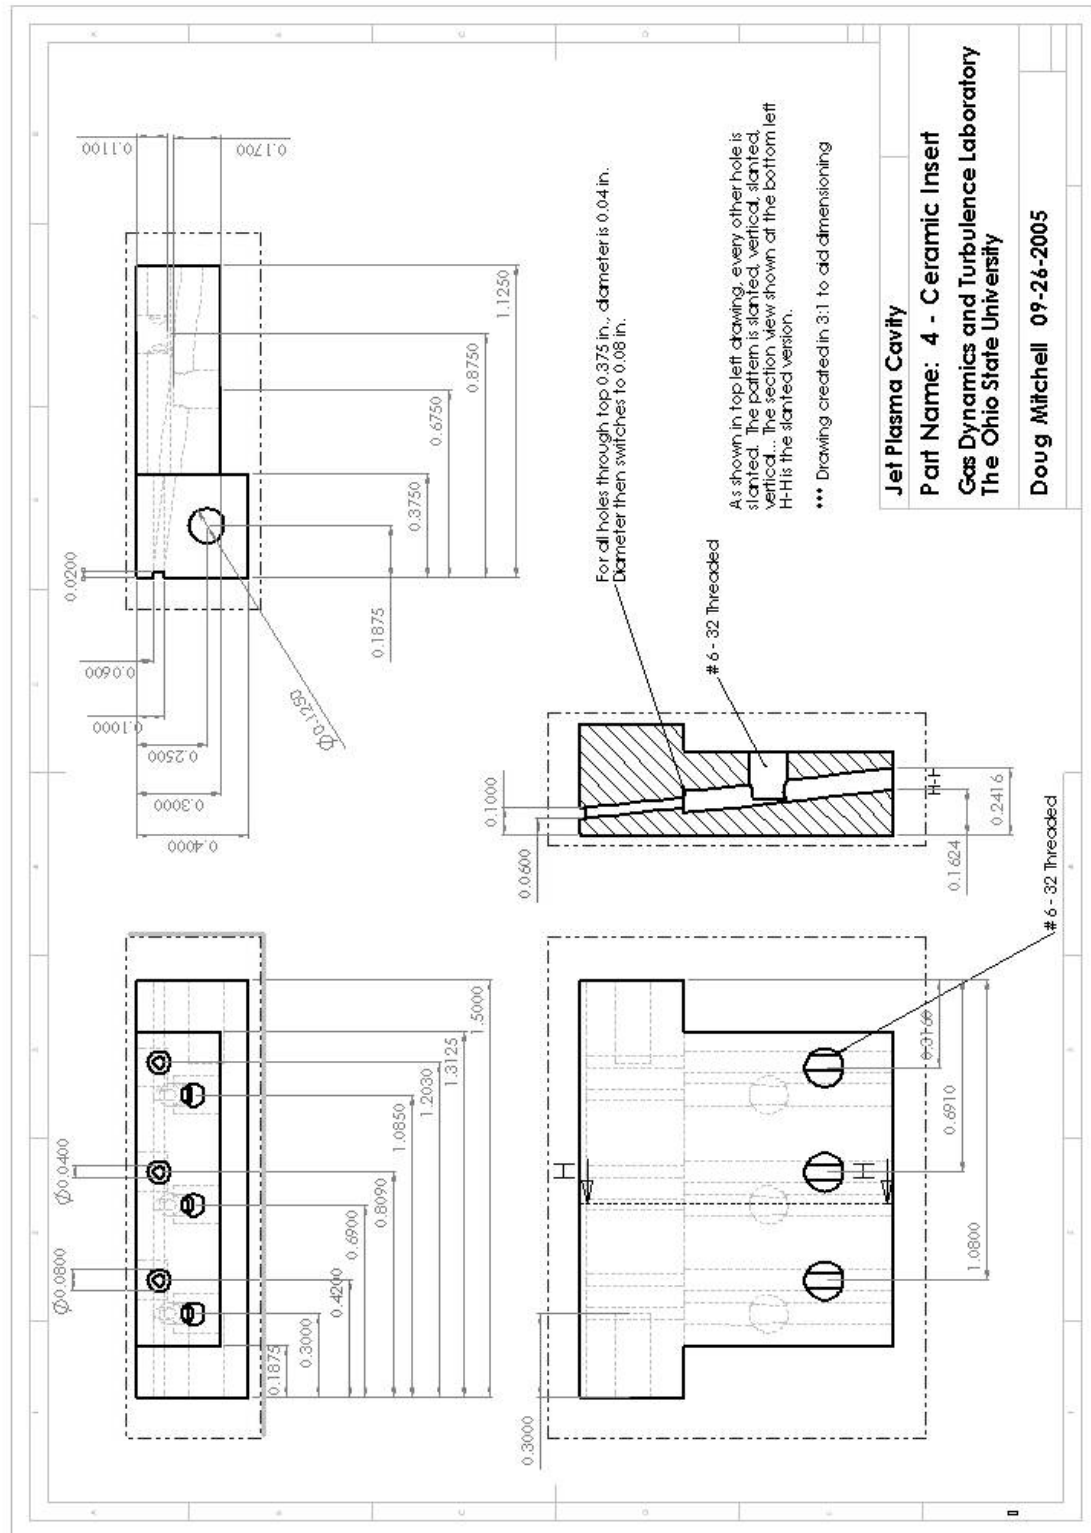 0.0800
0.0400
0.1875
0.3000
0.4200
0.6900
0.8090
1.0850
1.2030
1.3125
1.5000
0.4000
0.3000
0.2500
0.1000
0.0600
0.0200
Ø0.1250
0.1875
0.3750
0.6750
0.8750
1.1250
0.1100
0.1700
0.3000
H
H
0.3160
0.6910
1.0800
# 6 - 32 Threaded
0.0600
0.1000
0.1624
0.2416
H-H
# 6 - 32 Threaded
For all holes through top 0.375 in., diameter is 0.04 in.
Diameter then switches to 0.08 in.
As shown in top left drawing, every other hole is
slanted. The pattern is slanted, vertical, slanted,
vertical... The section view shown at the bottom left
H-H is the slanted version.
*** Drawing created in 3:1 to aid dimensioning
Jet Plasma Cavity
Part Name: 4 - Ceramic Insert
Gas Dynamics and Turbulence Laboratory
The Ohio State University
Doug Mitchell 09-26-2005